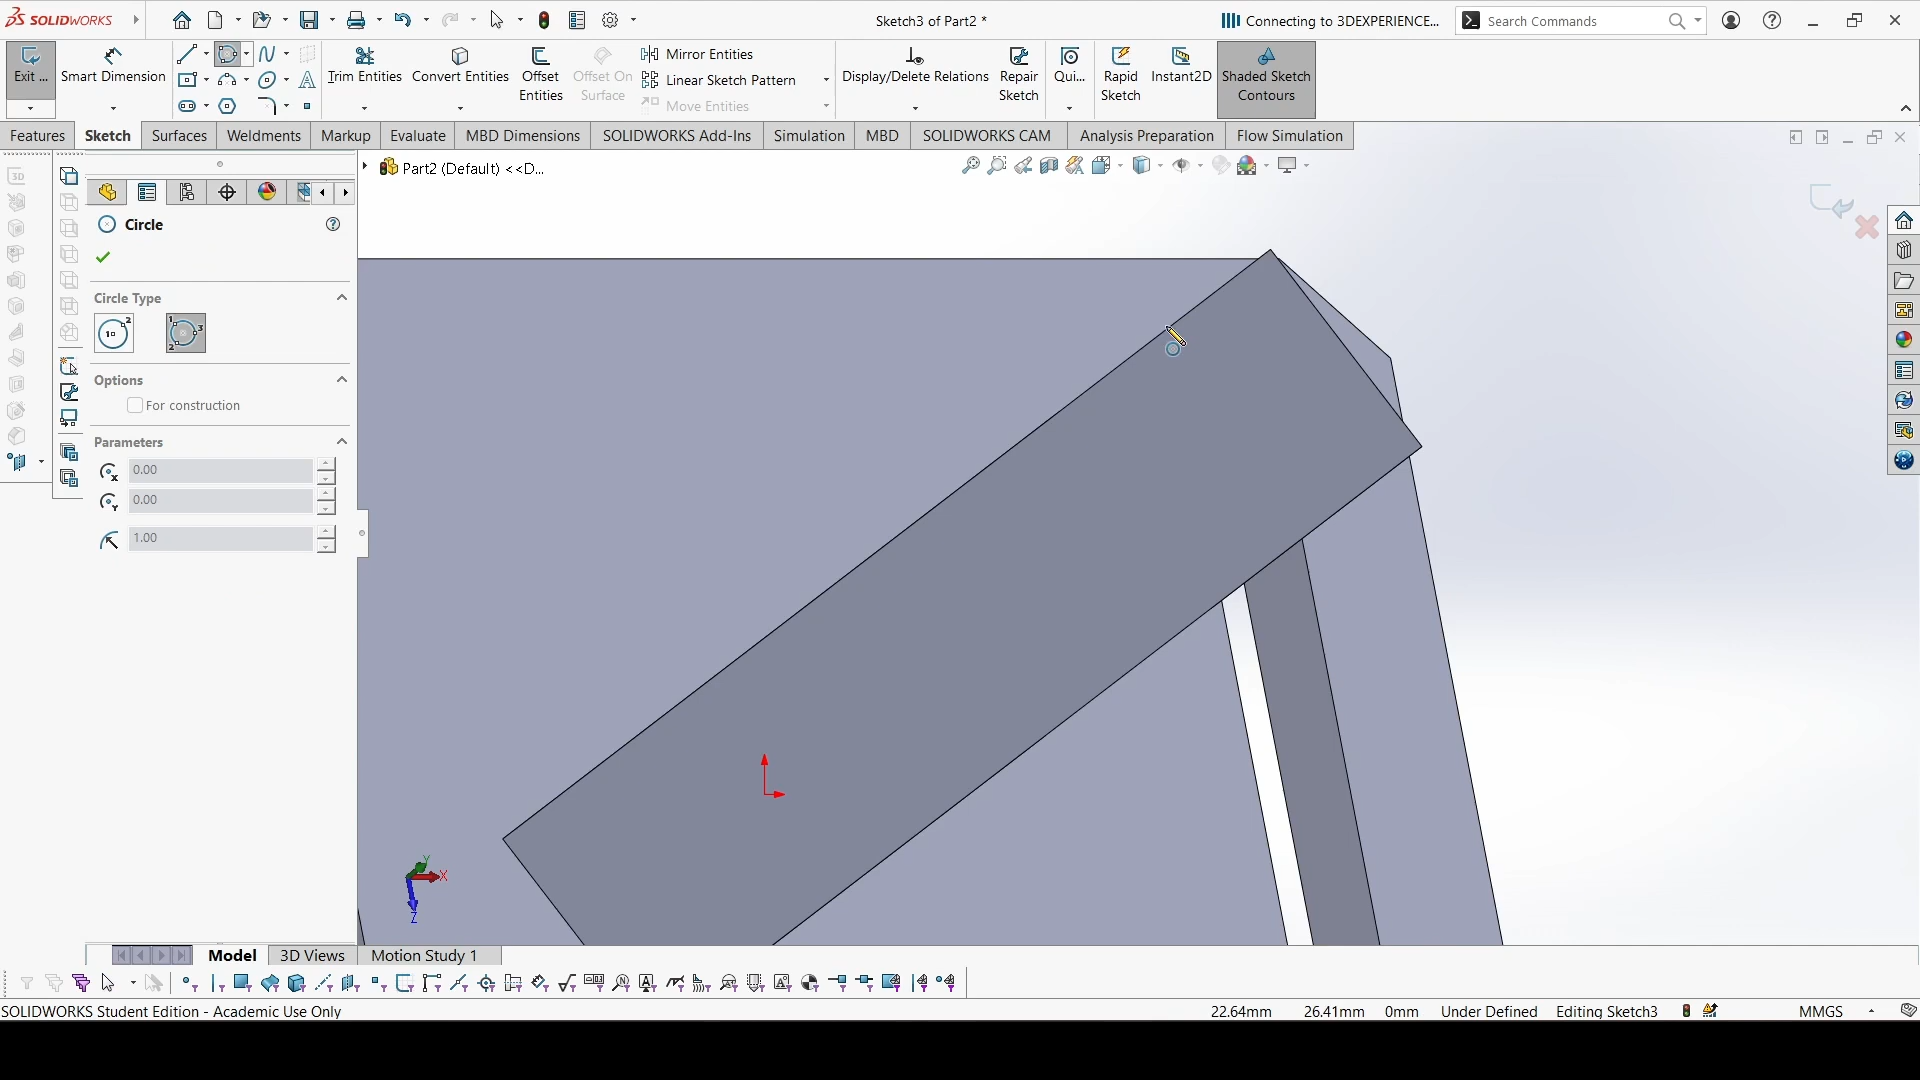 SOLIDWORKS
Sketch3 of Part2 *
Connecting to 3DEXPERIENCE...
Search Commands
Exit ...
Smart Dimension
Trim Entities
Convert Entities
Offset Entities
Offset On Surface
Mirror Entities
Linear Sketch Pattern
Move Entities
Display/Delete Relations
Repair Sketch
Qui...
Rapid Sketch
Instant2D
Shaded Sketch Contours
Features
Sketch
Surfaces
Weldments
Markup
Evaluate
MBD Dimensions
SOLIDWORKS Add-Ins
Simulation
MBD
SOLIDWORKS CAM
Analysis Preparation
Flow Simulation
Part2 (Default) <<D...
Circle
Circle Type
Options
For construction
Parameters
0.00
0.00
1.00
Y
X
Z
Model
3D Views
Motion Study 1
SOLIDWORKS Student Edition - Academic Use Only
22.64mm
26.41mm
0mm
Under Defined
Editing Sketch3
MMGS